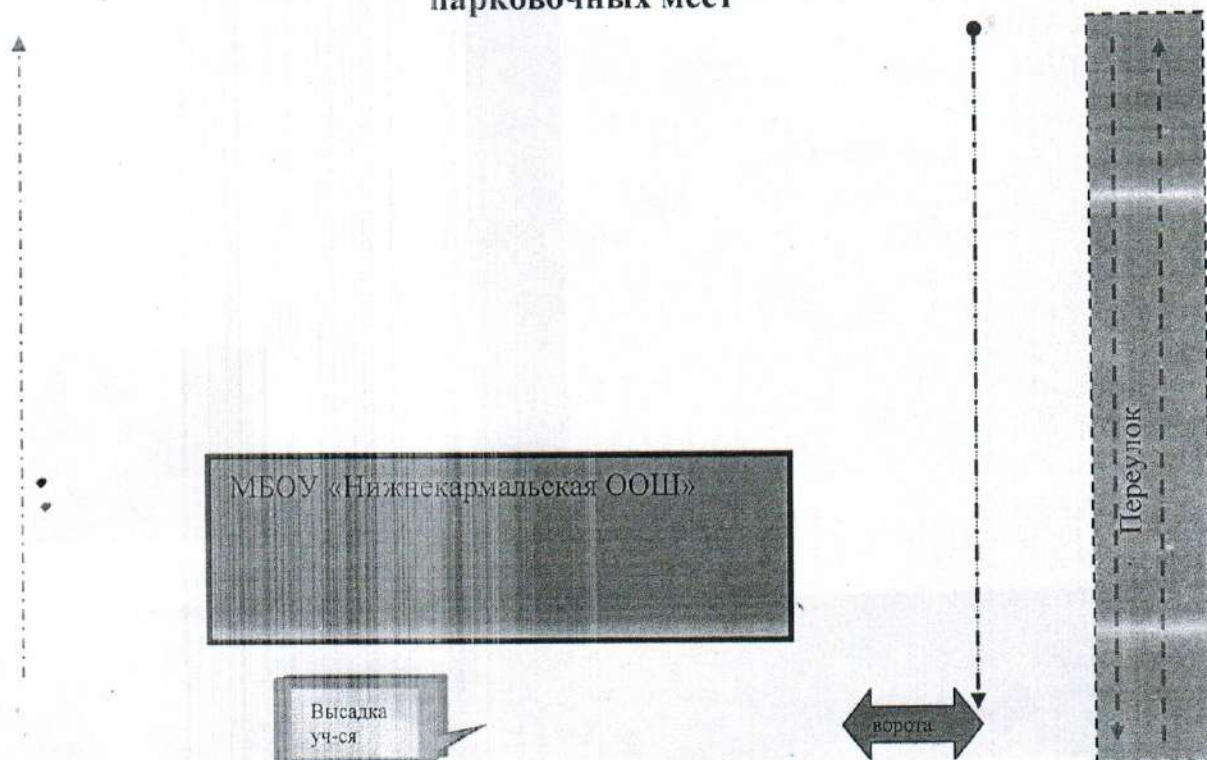 парковочных мест
МБОУ «Нижнекармальская ООШ»
Переулок
Высадка
уч-ся
ворота